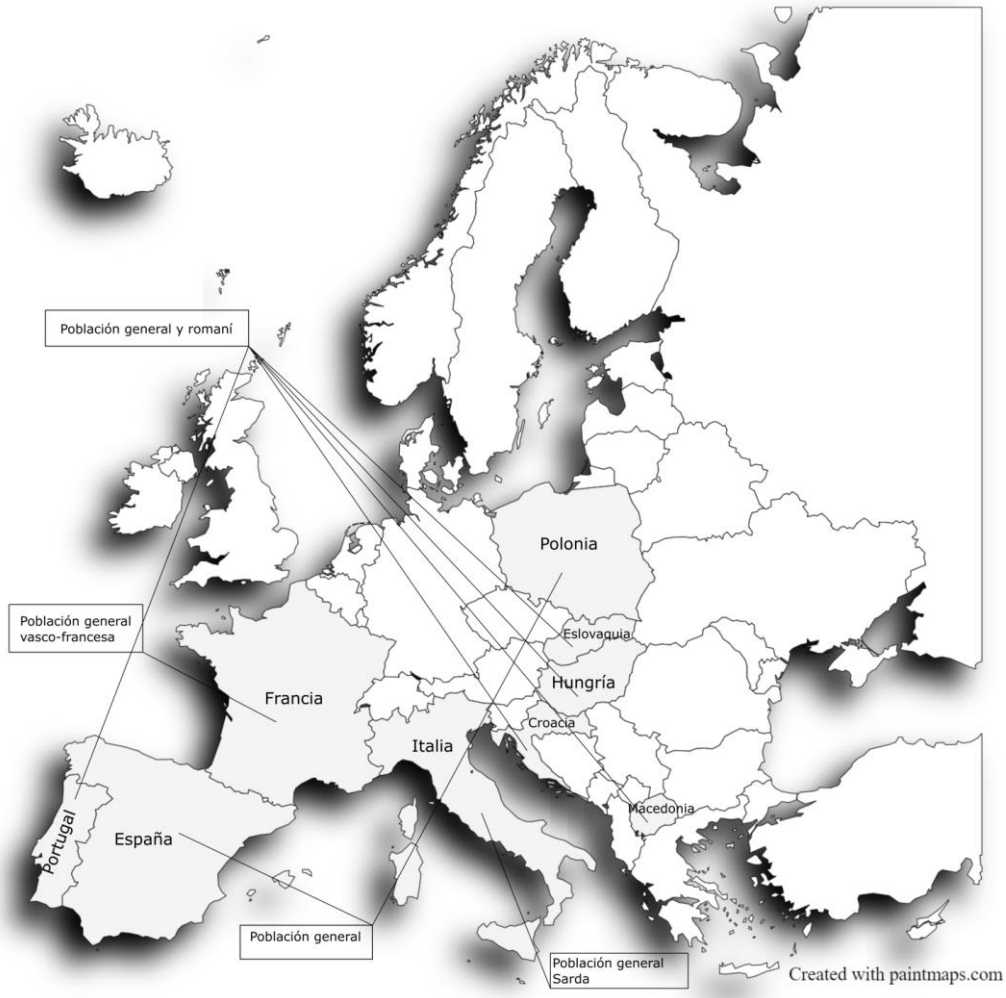 Población general y romaní
Polonia
Población general
vasco-francesa
Eslovaquia
Hungría
Francia
Croacia
Italia
Macedonia
Portugal
España
Población general
Población general
Sarda
Created with paintmaps.com